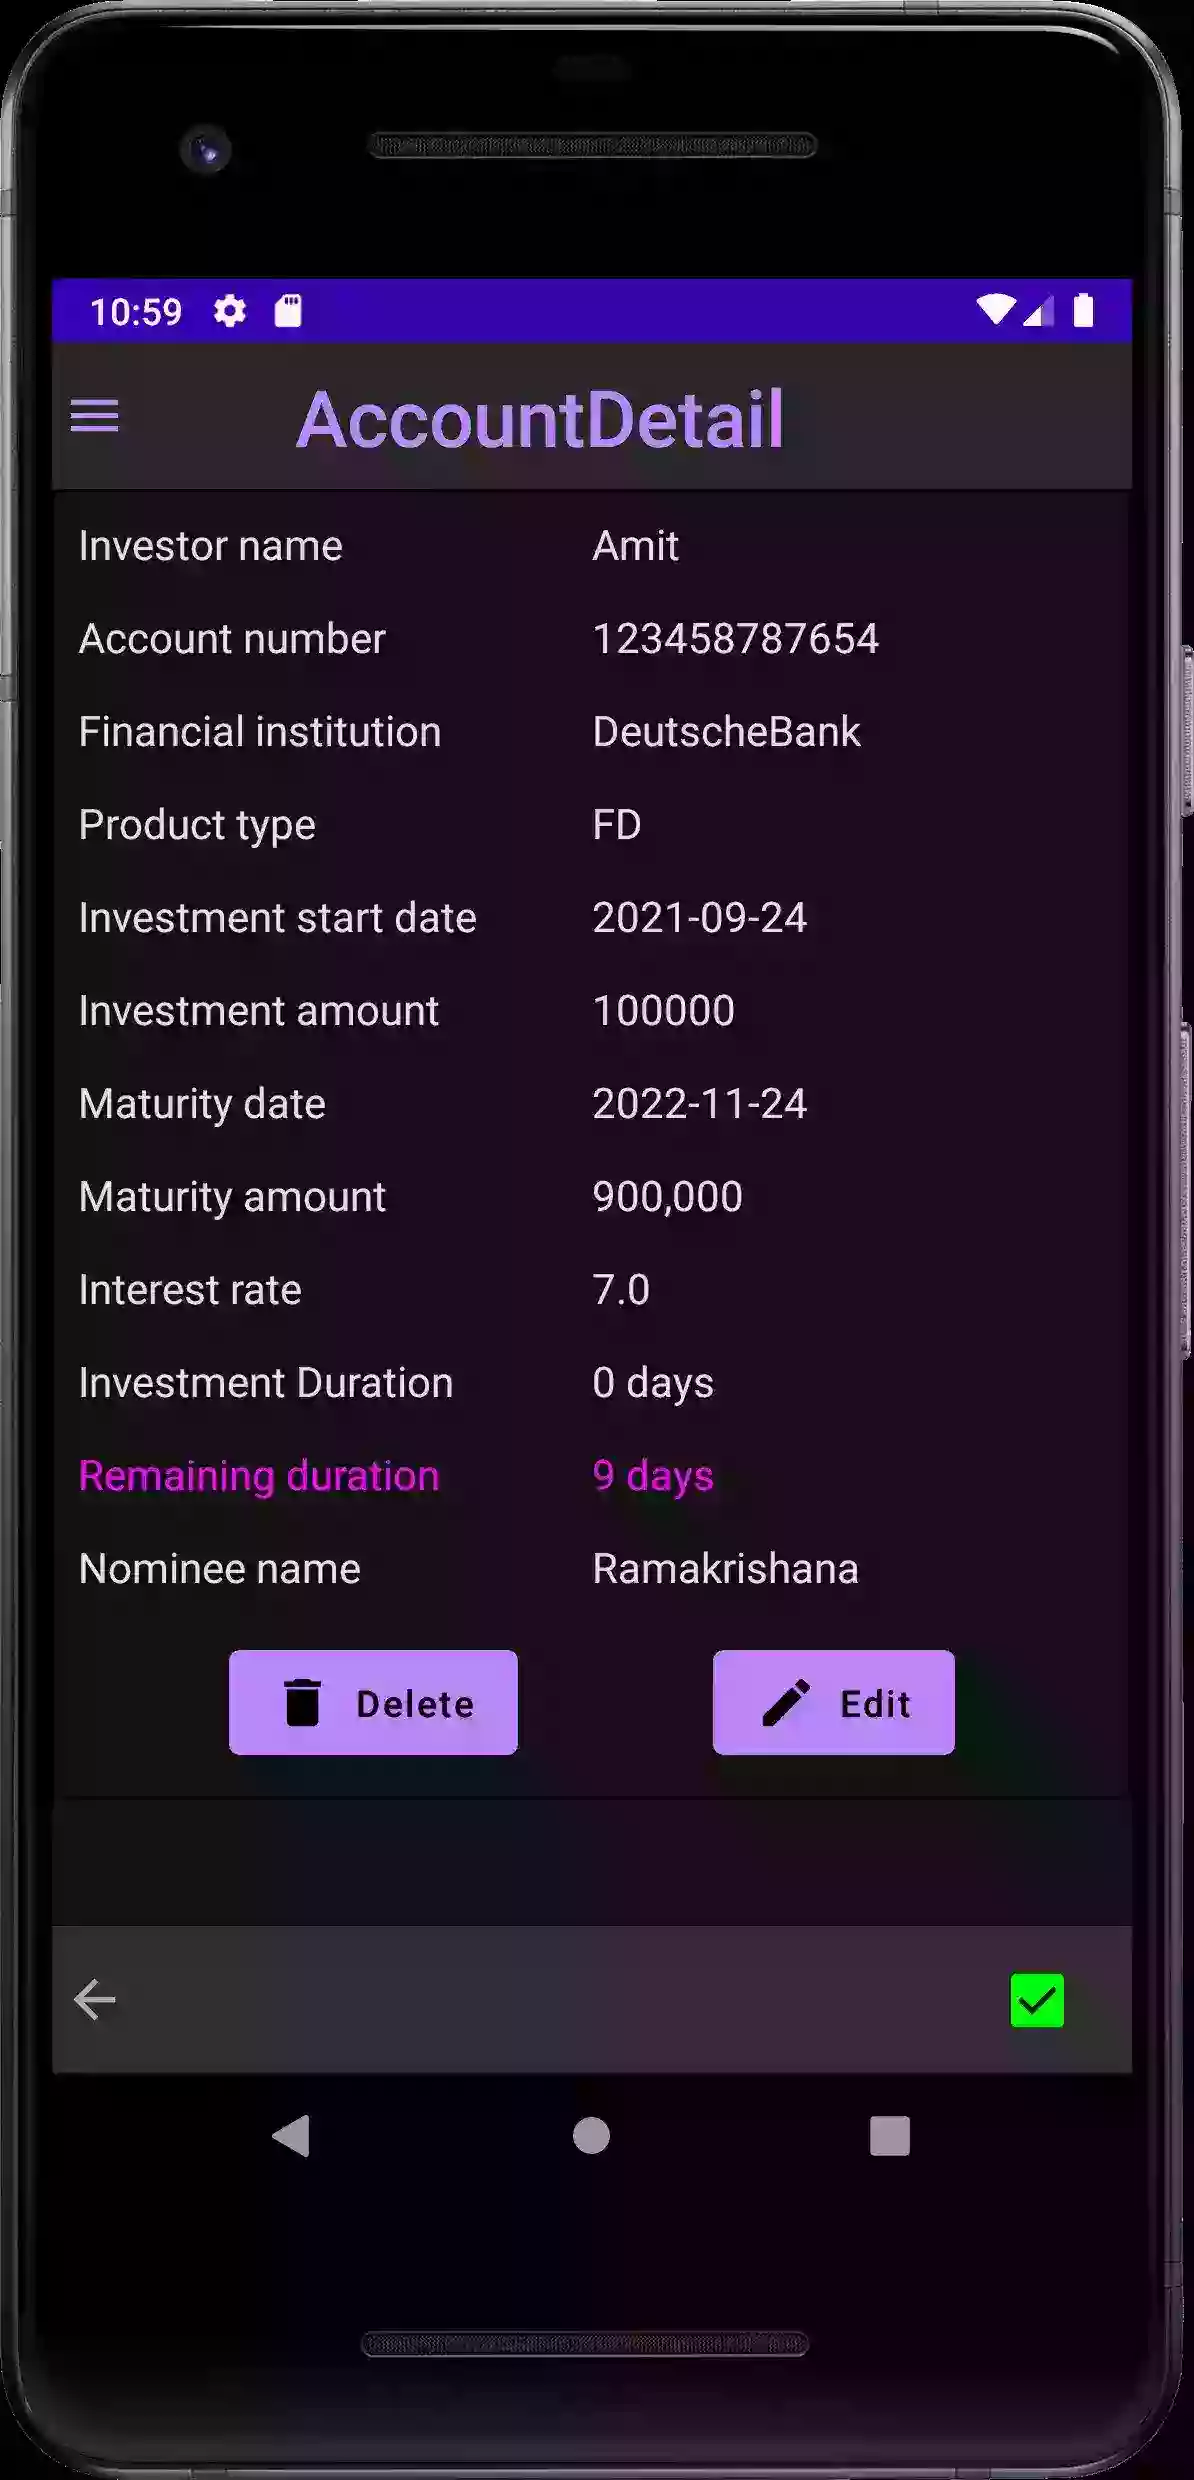 10:59
AccountDetail
Investor name Amit
Account number 123458787654
Financial institution DeutscheBank
Product type FD
Investment start date 2021-09-24
Investment amount 100000
Maturity date 2022-11-24
Maturity amount 900,000
Interest rate 7.0
Investment Duration 0 days
Remaining duration 9 days
Nominee name Ramakrishana
Delete Edit